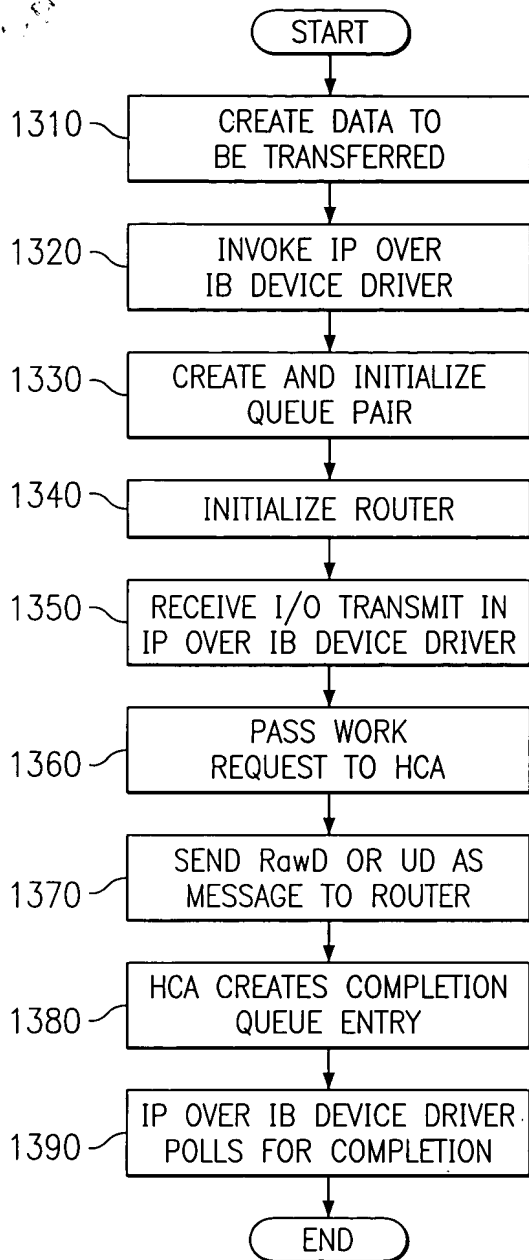 START
1310
CREATE DATA TO
BE TRANSFERRED
1320
INVOKE IP OVER
IB DEVICE DRIVER
1330
CREATE AND INITIALIZE
QUEUE PAIR
1340
INITIALIZE ROUTER
1350
RECEIVE I/O TRANSMIT IN
IP OVER IB DEVICE DRIVER
1360
PASS WORK
REQUEST TO HCA
1370
SEND RawD OR UD AS
MESSAGE TO ROUTER
1380
HCA CREATES COMPLETION
QUEUE ENTRY
1390
IP OVER IB DEVICE DRIVER
POLLS FOR COMPLETION
END